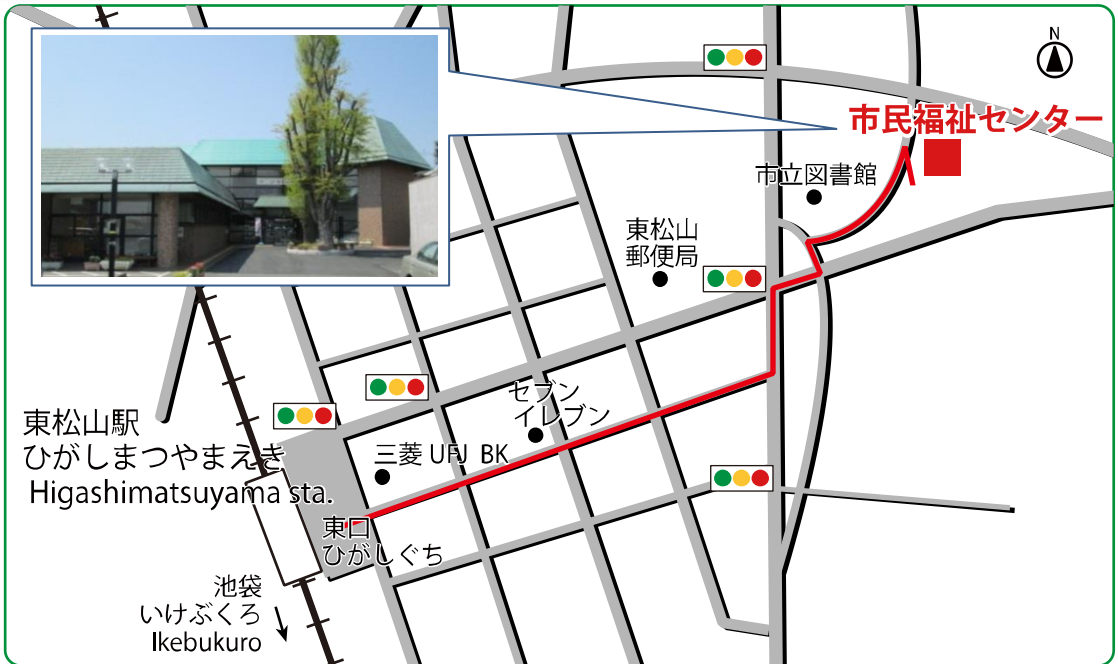 N
市民福祉センター
市立図書館
東松山
郵便局
セブン
イレブン
三菱 UFJ BK
東松山駅
ひがしまつやまえき
Higashimatsuyama sta.
東口
ひがしぐち
池袋
いけぶくろ
Ikebukuro